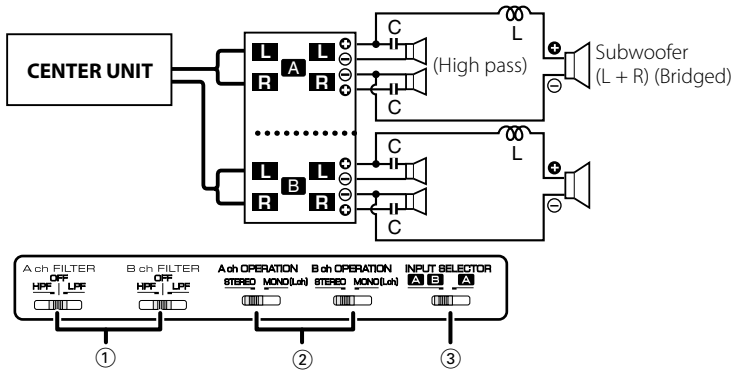 C
L
CENTER UNIT
L L ⊕
A ⊖
(High pass)
⊕
Subwoofer
(L + R) (Bridged)
R R ⊖
⊕
⊖
C
C
L
L L ⊕
B ⊖
⊕
R R ⊖
⊕
⊖
C
A ch FILTER
OFF
HPF LPF
B ch FILTER
OFF
HPF LPF
A ch OPERATION
STEREO MONO(Lch)
B ch OPERATION
STEREO MONO(Lch)
INPUT SELECTOR
A B A
① ② ③